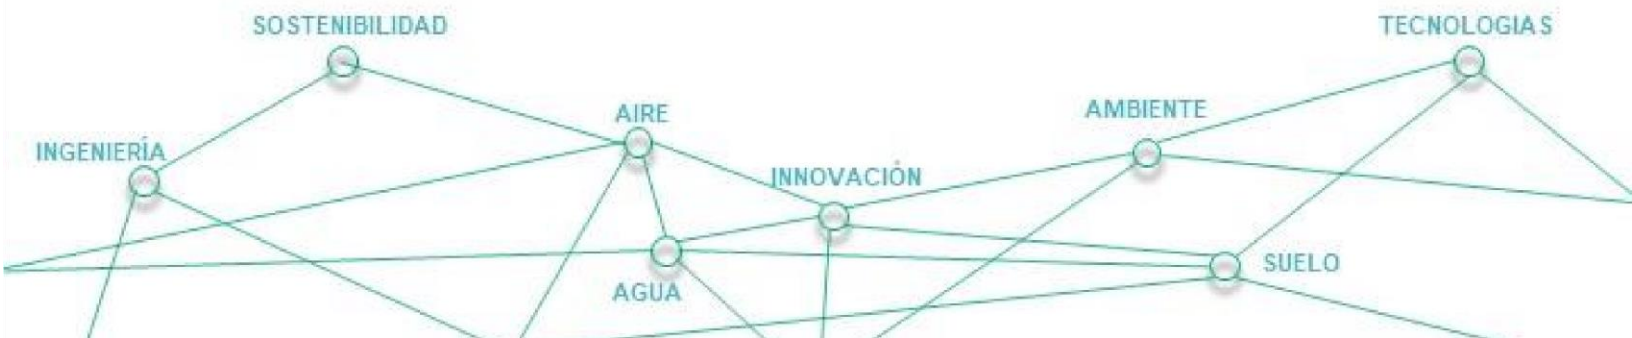 SOSTENIBILIDAD
TECNOLOGIAS
AIRE
AMBIENTE
INGENIERÍA
INNOVACIÓN
SUELO
AGUA